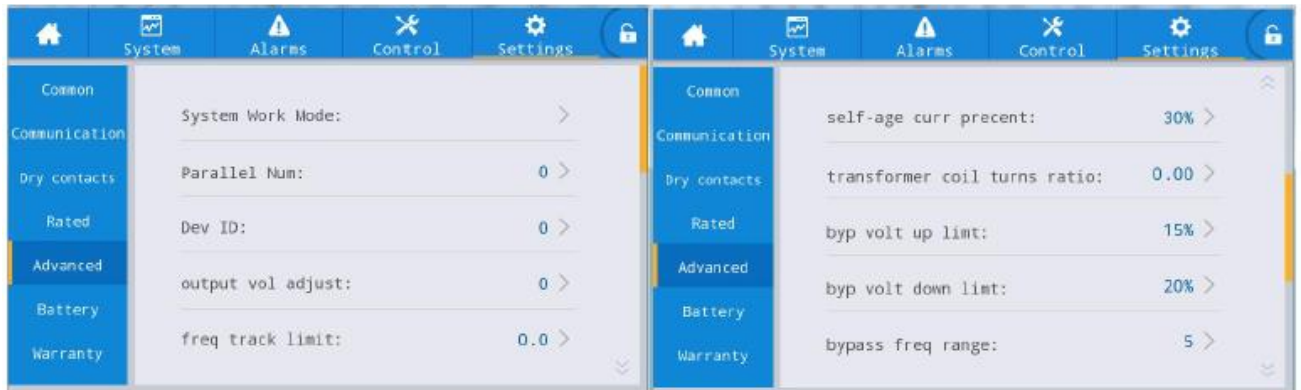 System
Alarms
Control
Settings
Common
Communication
Dry contacts
Rated
Advanced
Battery
Warranty
System Work Mode:
Parallel Num: 0
Dev ID: 0
output vol adjust: 0
freq track limit: 0.0
System
Alarms
Control
Settings
Common
Communication
Dry contacts
Rated
Advanced
Battery
Warranty
self-age curr precent: 30%
transformer coil turns ratio: 0.00
byp volt up limt: 15%
byp volt down limt: 20%
bypass freq range: 5